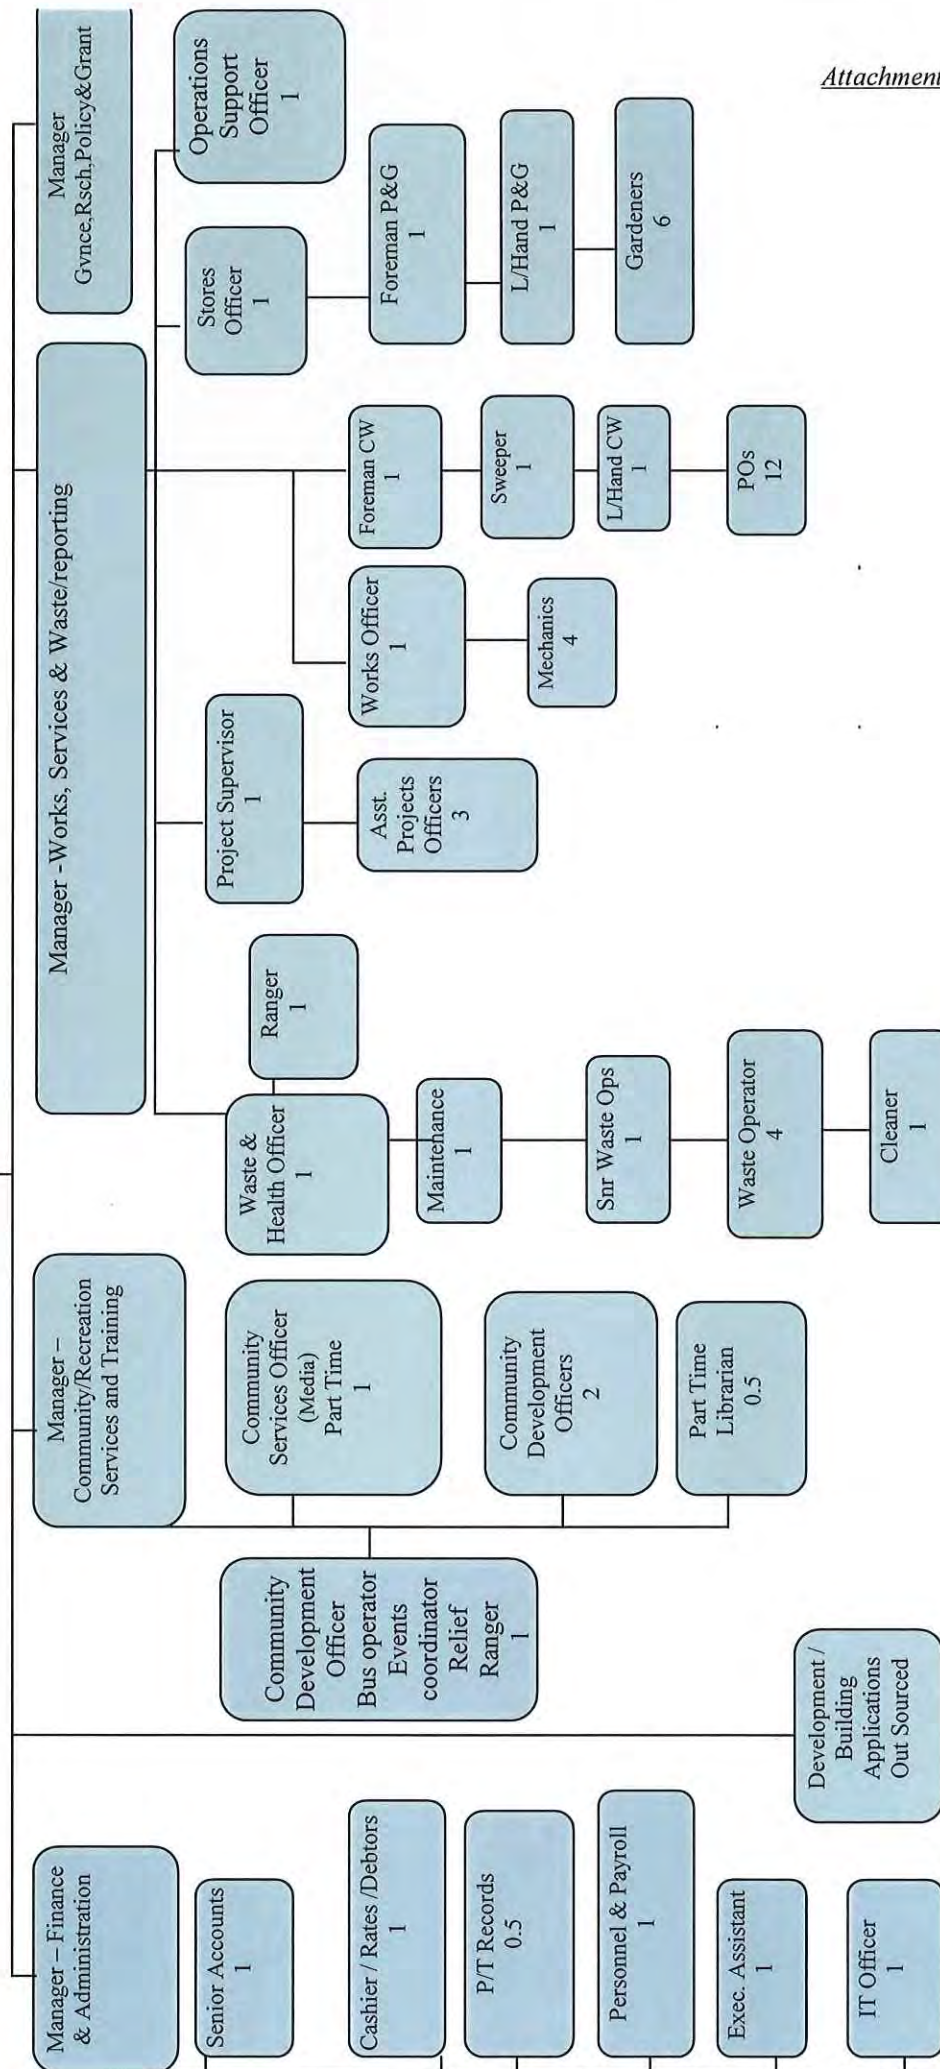 Attachment
Manager
Gvnce,Rsch,Policy&Grant
Manager -Works, Services & Waste/reporting
Manager –
Community/Recreation
Services and Training
Manager – Finance
& Administration
Operations
Support
Officer
1
Stores
Officer
1
Foreman P&G
1
L/Hand P&G
1
Gardeners
6
Foreman CW
1
Sweeper
1
L/Hand CW
1
POs
12
Works Officer
1
Mechanics
4
Project Supervisor
1
Asst.
Projects
Officers
3
Ranger
1
Waste &
Health Officer
1
Maintenance
1
Snr Waste Ops
1
Waste Operator
4
Cleaner
1
Community
Services Officer
(Media)
Part Time
1
Community
Development
Officers
2
Part Time
Librarian
0.5
Community
Development
Officer
Bus operator
Events
coordinator
Relief
Ranger
1
Development /
Building
Applications
Out Sourced
Senior Accounts
1
Cashier / Rates /Debtors
1
P/T Records
0.5
Personnel & Payroll
1
Exec. Assistant
1
IT Officer
1